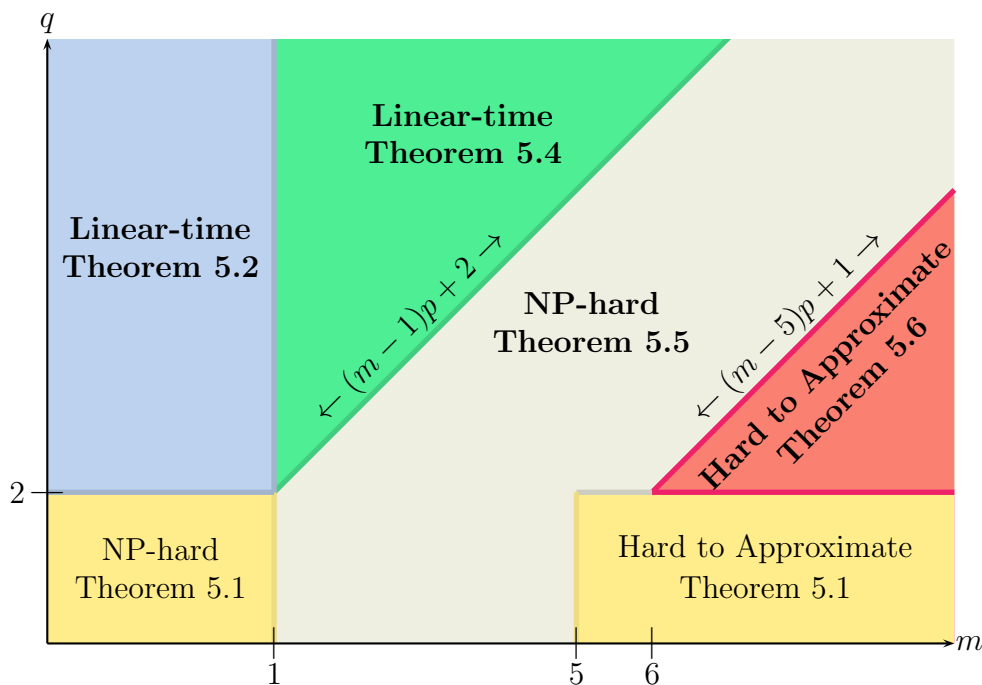 q
Linear-time
Theorem 5.4
Linear-time
Theorem 5.2
← (m − 1)p + 2 →
NP-hard
Theorem 5.5
← (m − 5)p + 1 →
Hard to Approximate
Theorem 5.6
2
NP-hard
Theorem 5.1
Hard to Approximate
Theorem 5.1
m
1
5
6